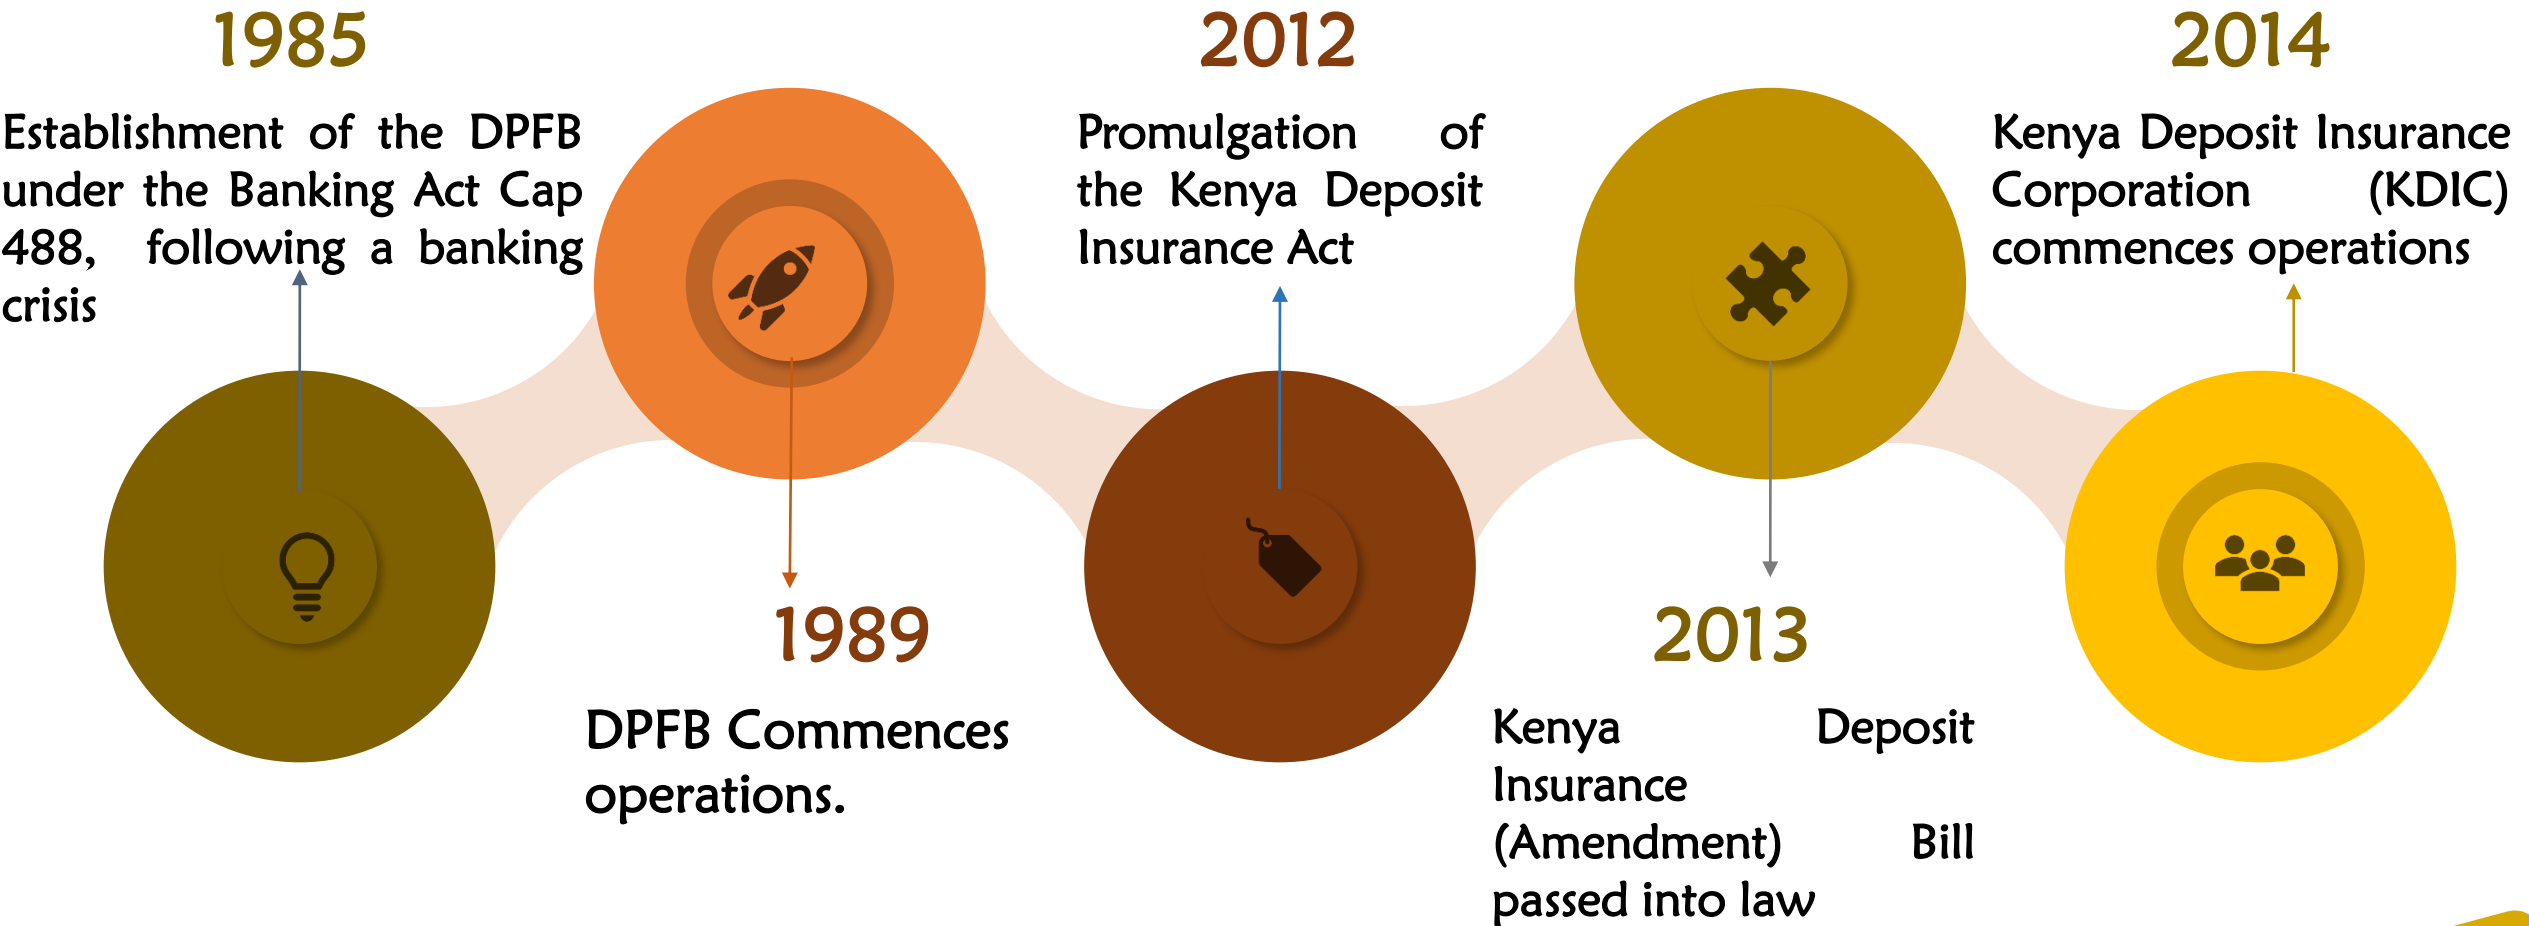 1985
Establishment of the DPFB
under the Banking Act Cap
488, following a banking
crisis
1989
DPFB Commences
operations.
2012
Promulgation of
the Kenya Deposit
Insurance Act
2013
Kenya Deposit
Insurance
(Amendment) Bill
passed into law
2014
Kenya Deposit Insurance
Corporation (KDIC)
commences operations